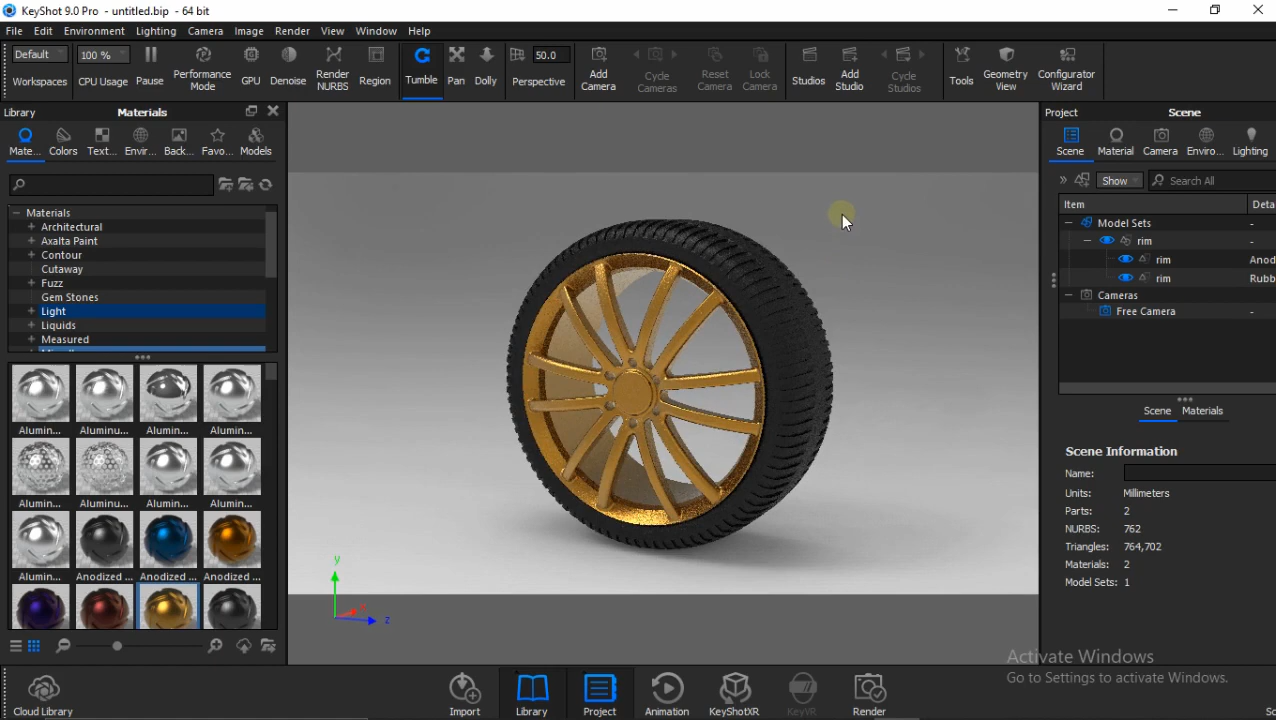 KeyShot 9.0 Pro - untitled.bip - 64 bit
File Edit Environment Lighting Camera Image Render View Window Help
Default 100 % 50.0
Workspaces CPU Usage Pause Performance Mode GPU Denoise Render NURBS Region Tumble Pan Dolly Perspective Add Camera Cycle Cameras Reset Camera Lock Camera Studios Add Studio Cycle Studios Tools Geometry View Configurator Wizard
Library Materials
Mate... Colors Text... Envir... Back... Favo... Models
Materials
Architectural
Axalta Paint
Contour
Cutaway
Fuzz
Gem Stones
Light
Liquids
Measured
Alumin... Aluminu... Alumin... Alumin...
Alumin... Aluminu... Alumin... Alumin...
Alumin... Anodized ... Anodized ... Anodized ...
y
z
Project Scene
Scene Material Camera Enviro... Lighting
» Show Search All
Item Deta
Model Sets -
rim -
rim Anod
rim Rubb
Cameras -
Free Camera -
Scene Materials
Scene Information
Name:
Units: Millimeters
Parts: 2
NURBS: 762
Triangles: 764,702
Materials: 2
Model Sets: 1
Activate Windows
Go to Settings to activate Windows.
Cloud Library Import Library Project Animation KeyShotXR KeyVR Render